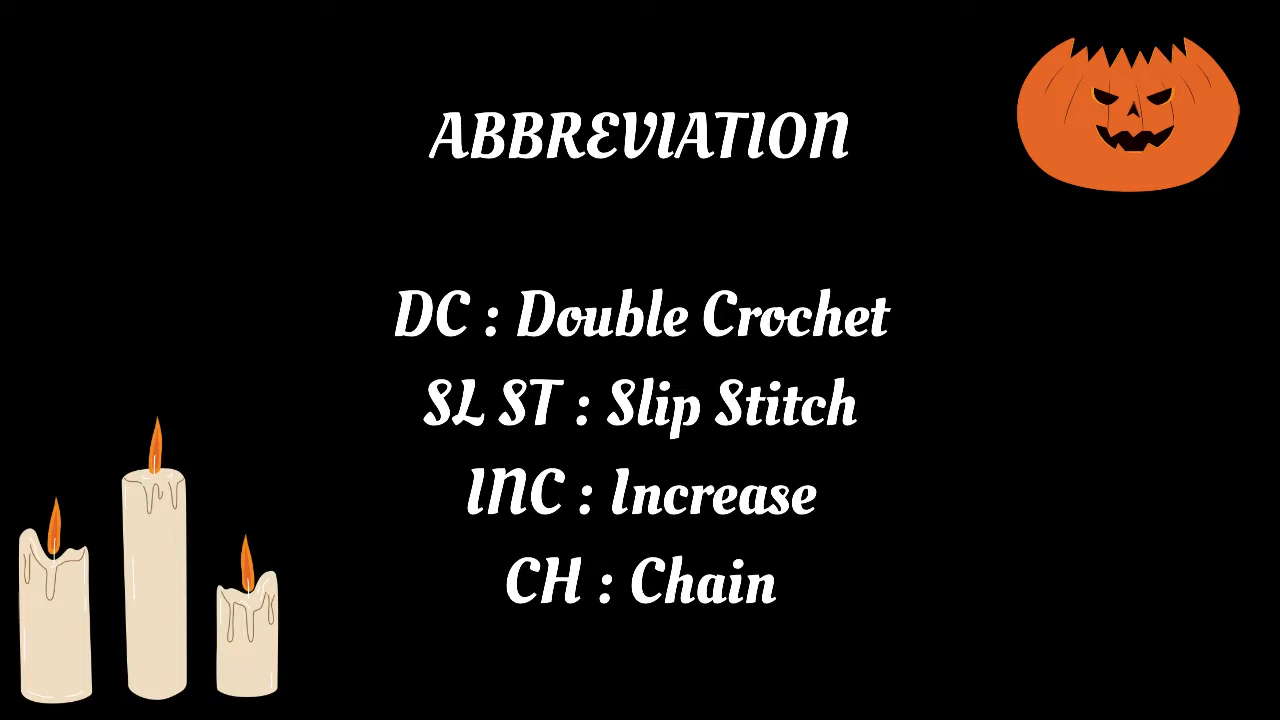 ABBREVIATION
DC : Double Crochet
SL ST : Slip Stitch
INC : Increase
CH : Chain